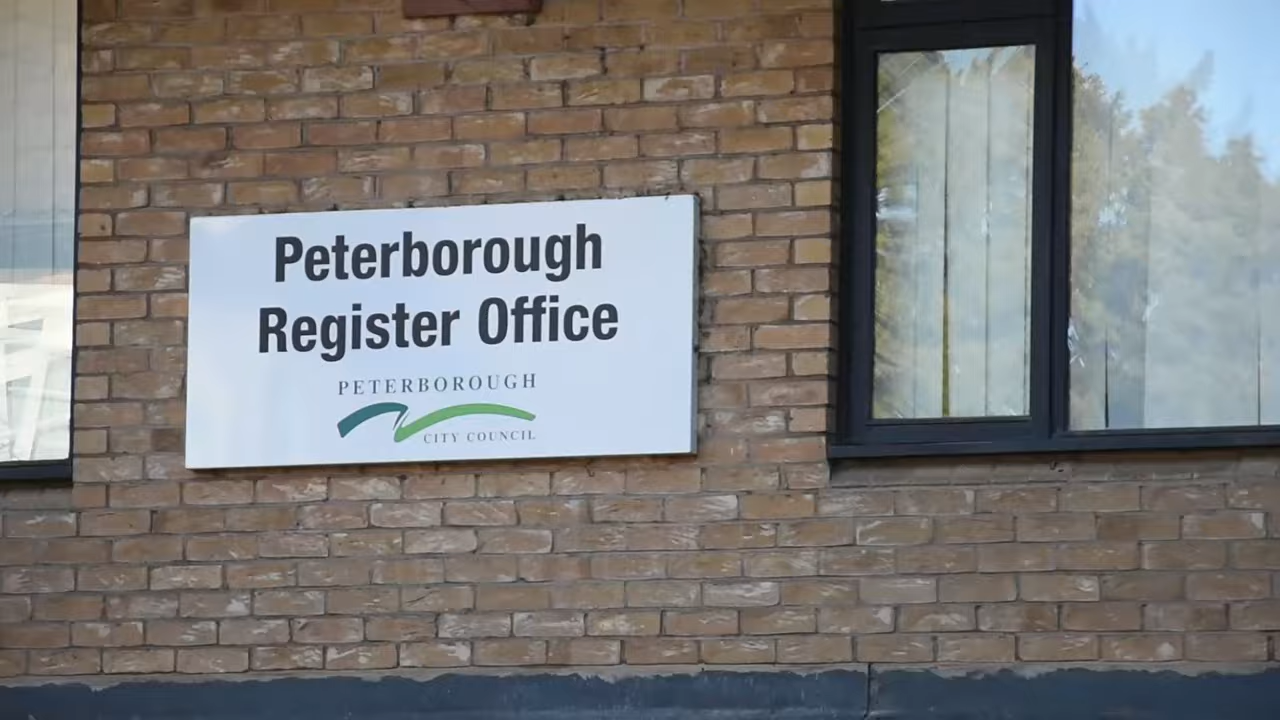 Peterborough
Register Office
PETERBOROUGH
CITY COUNCIL